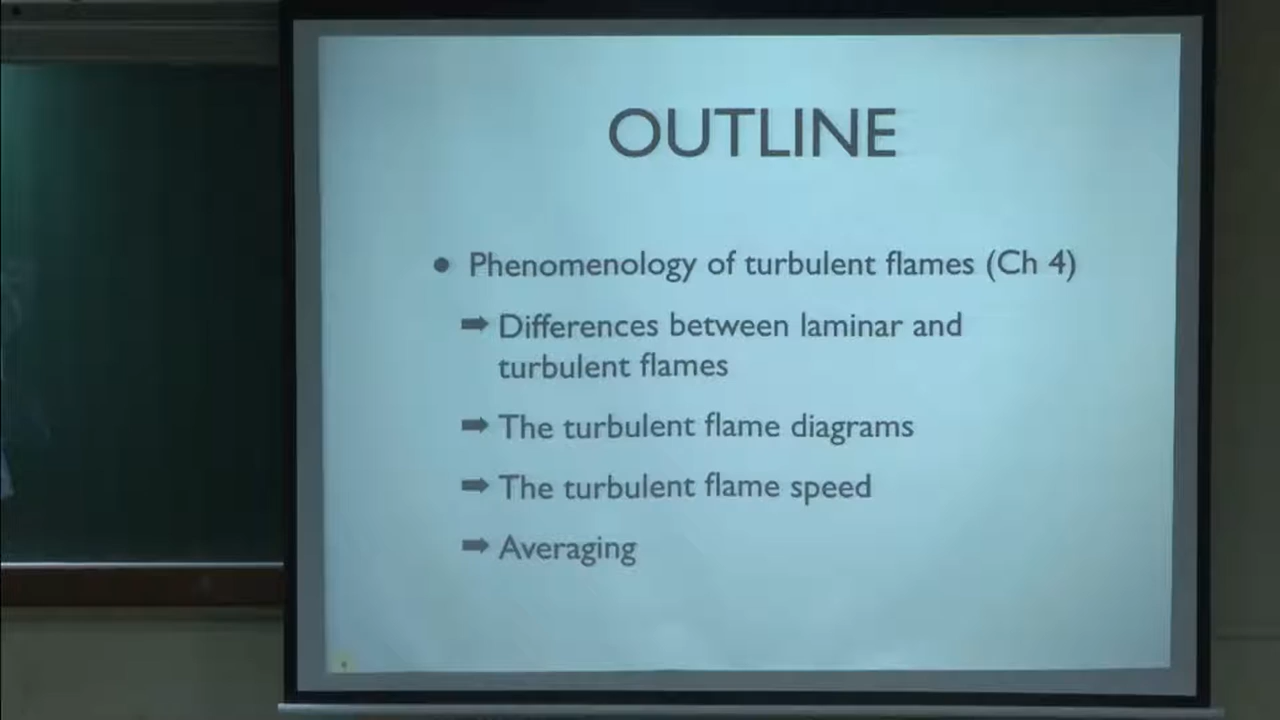 OUTLINE
• Phenomenology of turbulent flames (Ch 4)
➡ Differences between laminar and
turbulent flames
➡ The turbulent flame diagrams
➡ The turbulent flame speed
➡ Averaging